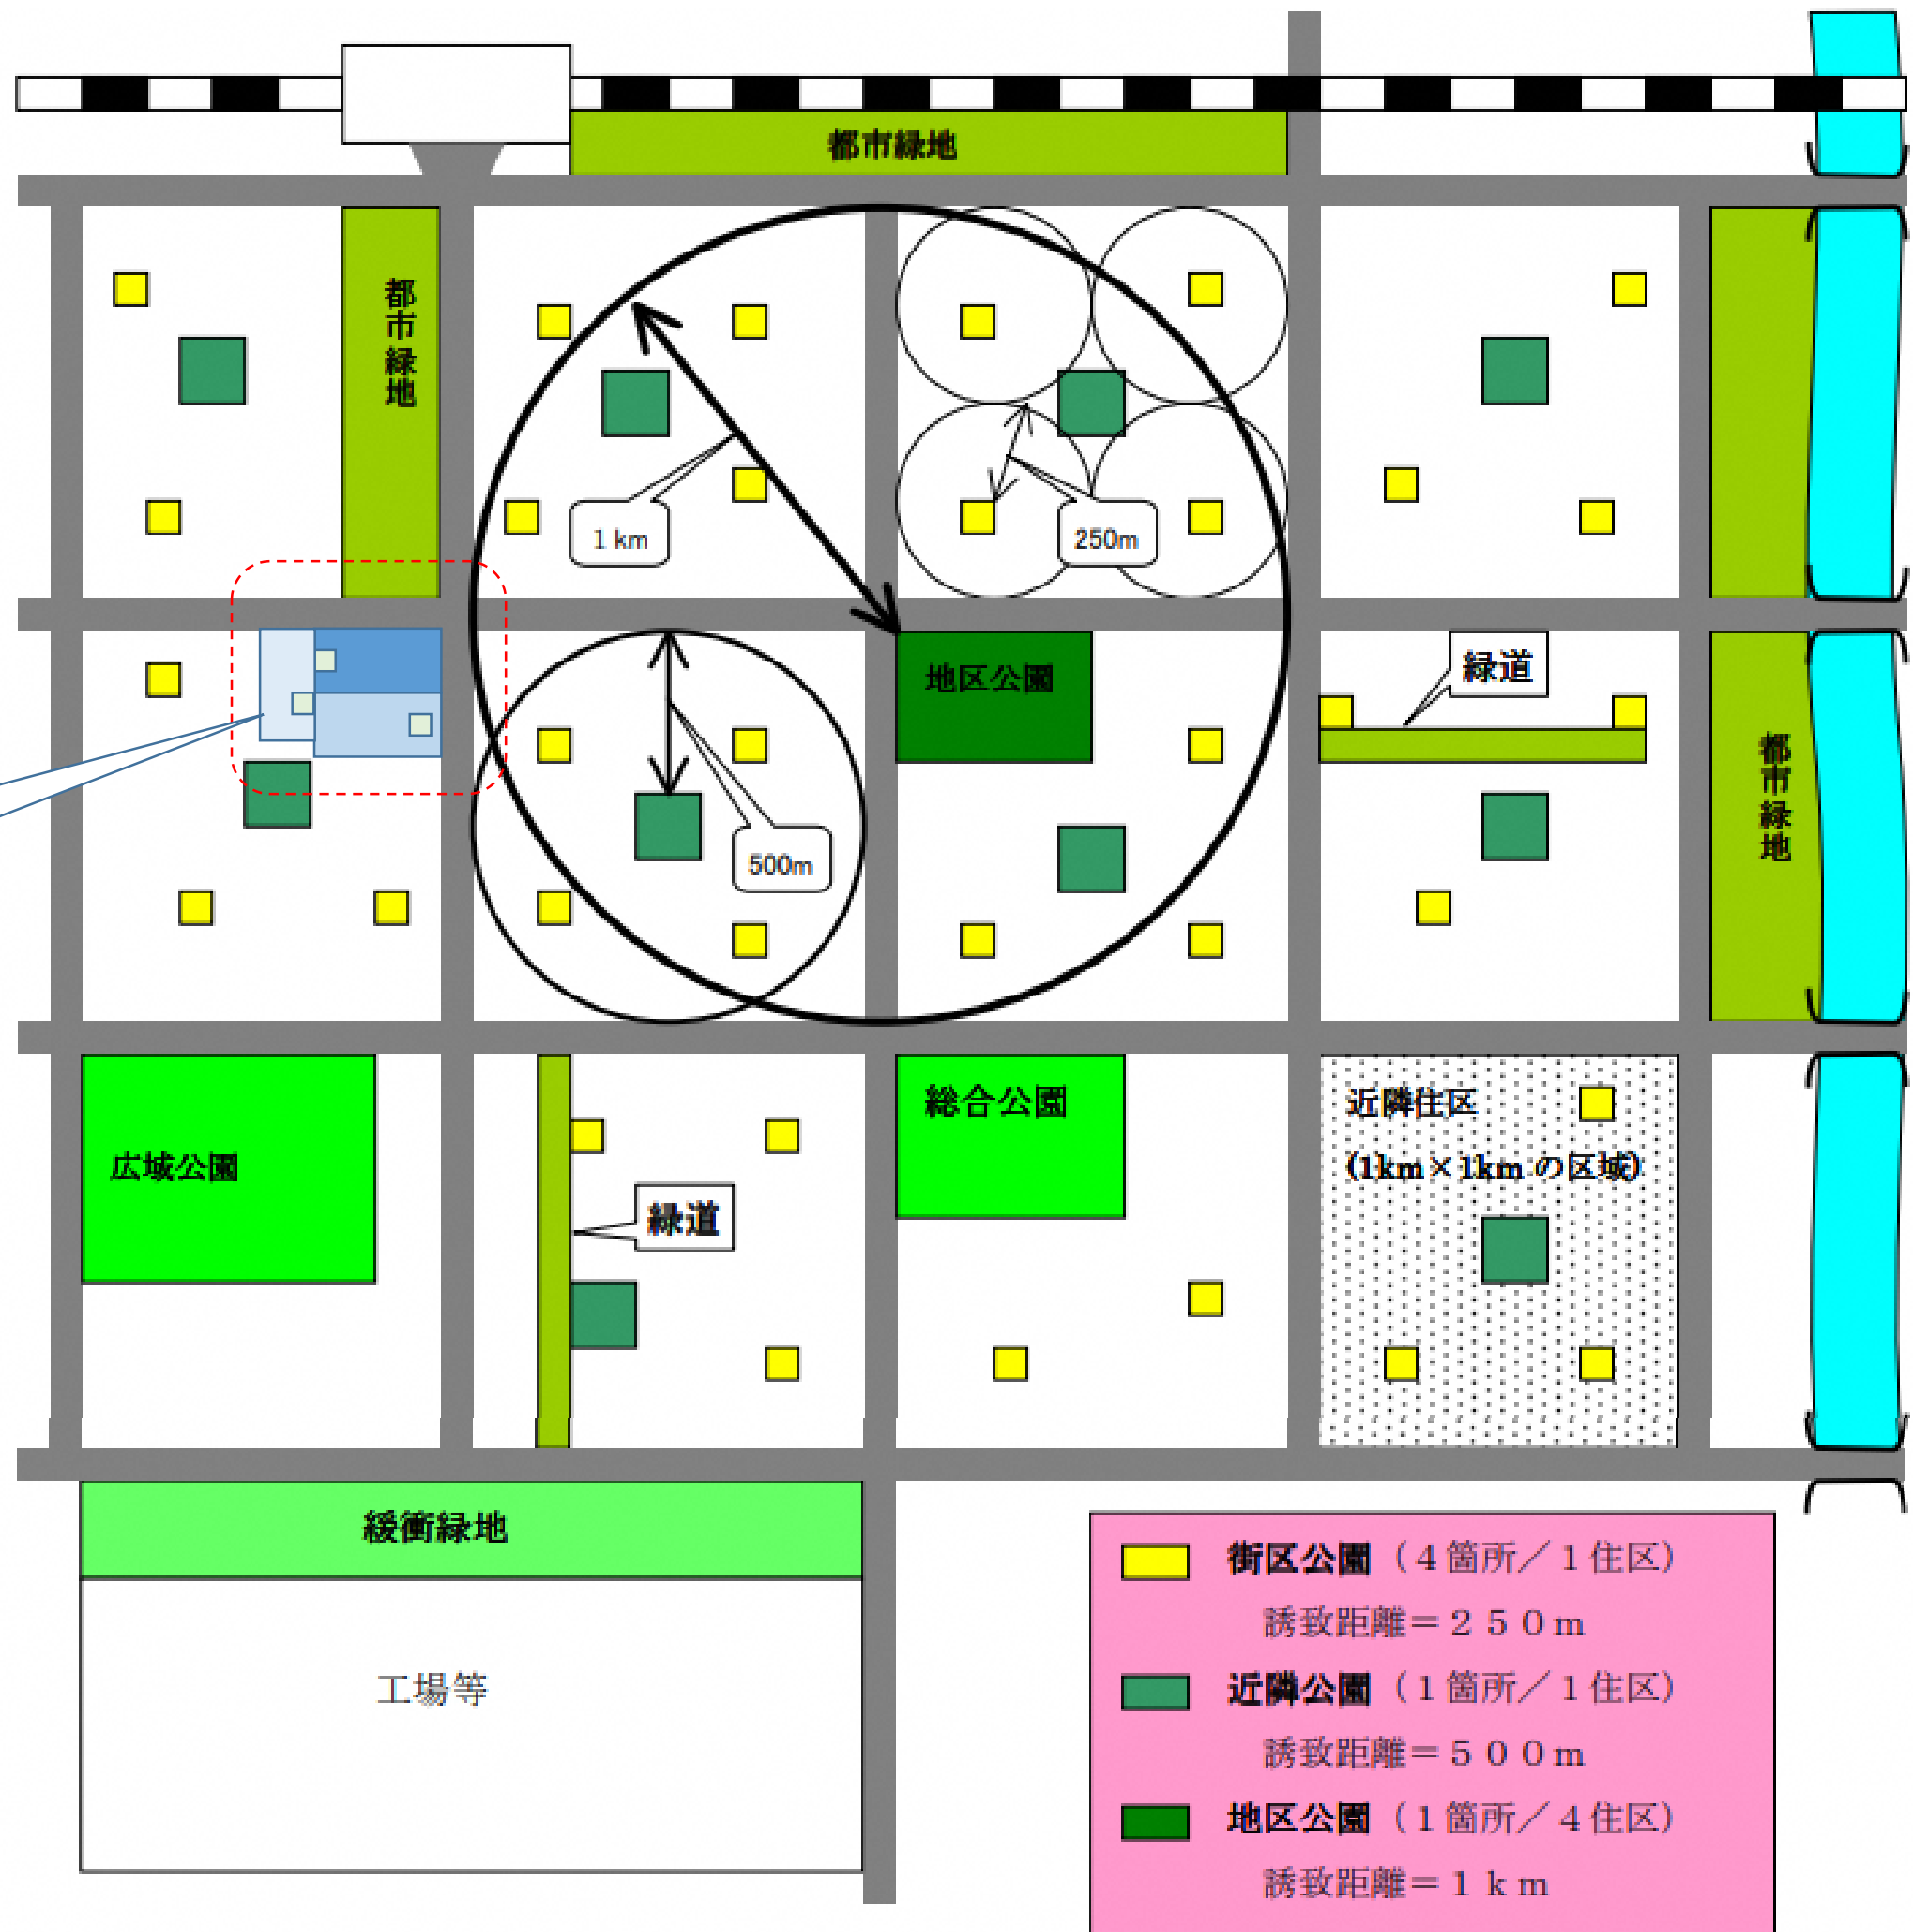 都市緑地
都市緑地
1 km
250m
地区公園
緑道
都市緑地
500m
広域公園
総合公園
近隣住区
(1km×1kmの区域)
緑道
緩衝緑地
工場等
街区公園（４箇所／１住区）
誘致距離＝２５０ｍ
近隣公園（１箇所／１住区）
誘致距離＝５００ｍ
地区公園（１箇所／４住区）
誘致距離＝１ｋｍ